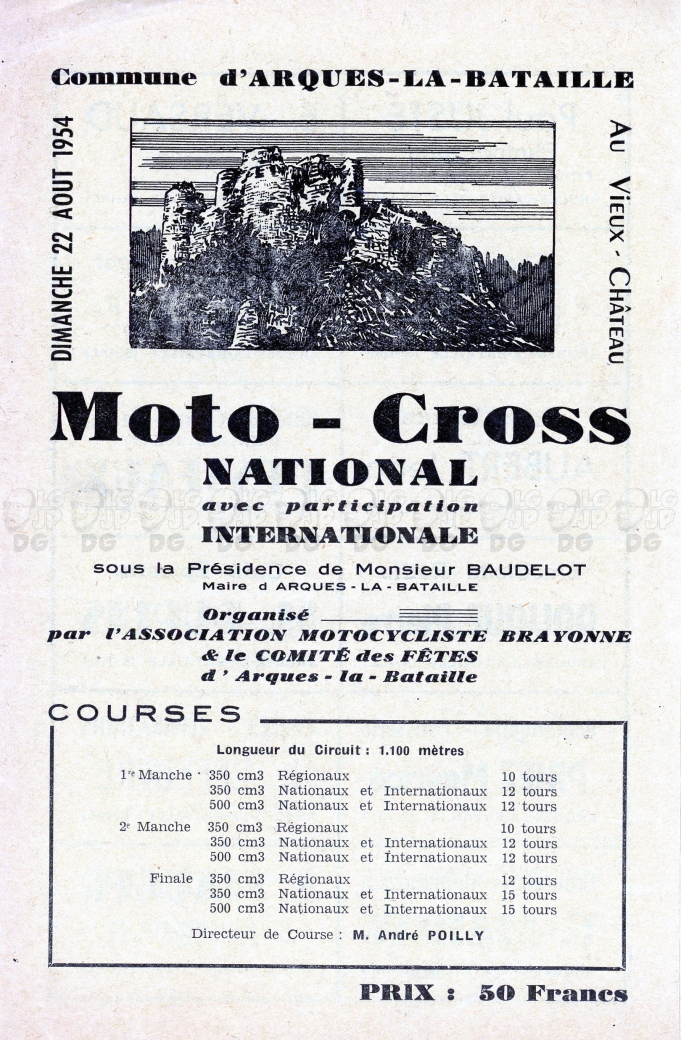 Commune d'ARQUES-LA-BATAILLE
DIMANCHE 22 AOUT 1954
AU VIEUX-CHÂTEAU
Moto - Cross
NATIONAL
avec participation
INTERNATIONALE
sous la Présidence de Monsieur BAUDELOT
Maire d ARQUES-LA-BATAILLE
Organisé
par l'ASSOCIATION MOTOCYCLISTE BRAYONNE
& le COMITÉ des FÊTES
d'Arques-la-Bataille
COURSES
Longueur du Circuit : 1.100 mètres
1re Manche 350 cm3 Régionaux 10 tours
350 cm3 Nationaux et Internationaux 12 tours
500 cm3 Nationaux et Internationaux 12 tours
2e Manche 350 cm3 Régionaux 10 tours
350 cm3 Nationaux et Internationaux 12 tours
500 cm3 Nationaux et Internationaux 12 tours
Finale 350 cm3 Régionaux 12 tours
350 cm3 Nationaux et Internationaux 15 tours
500 cm3 Nationaux et Internationaux 15 tours
Directeur de Course : M. André POILLY
PRIX : 50 Francs